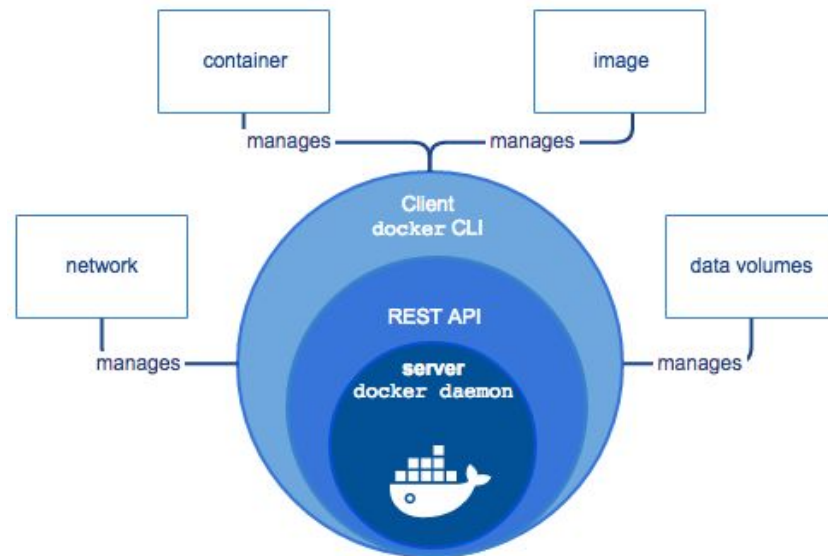 container
image
manages
manages
Client
docker CLI
network
data volumes
REST API
manages
manages
server
docker daemon